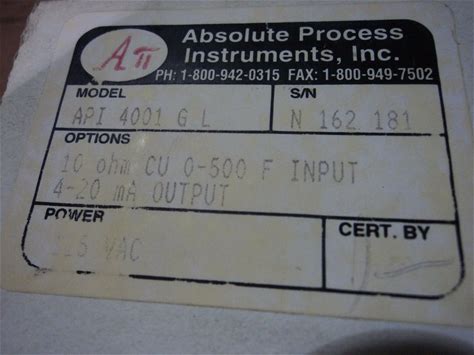 Aπ
Absolute Process
Instruments, Inc.
PH: 1-800-942-0315 FAX: 1-800-949-7502
MODEL
API 4001 G L
S/N
N 162 181
OPTIONS
10 ohm CU 0-500 F INPUT
4-20 mA OUTPUT
POWER
VAC
CERT. BY